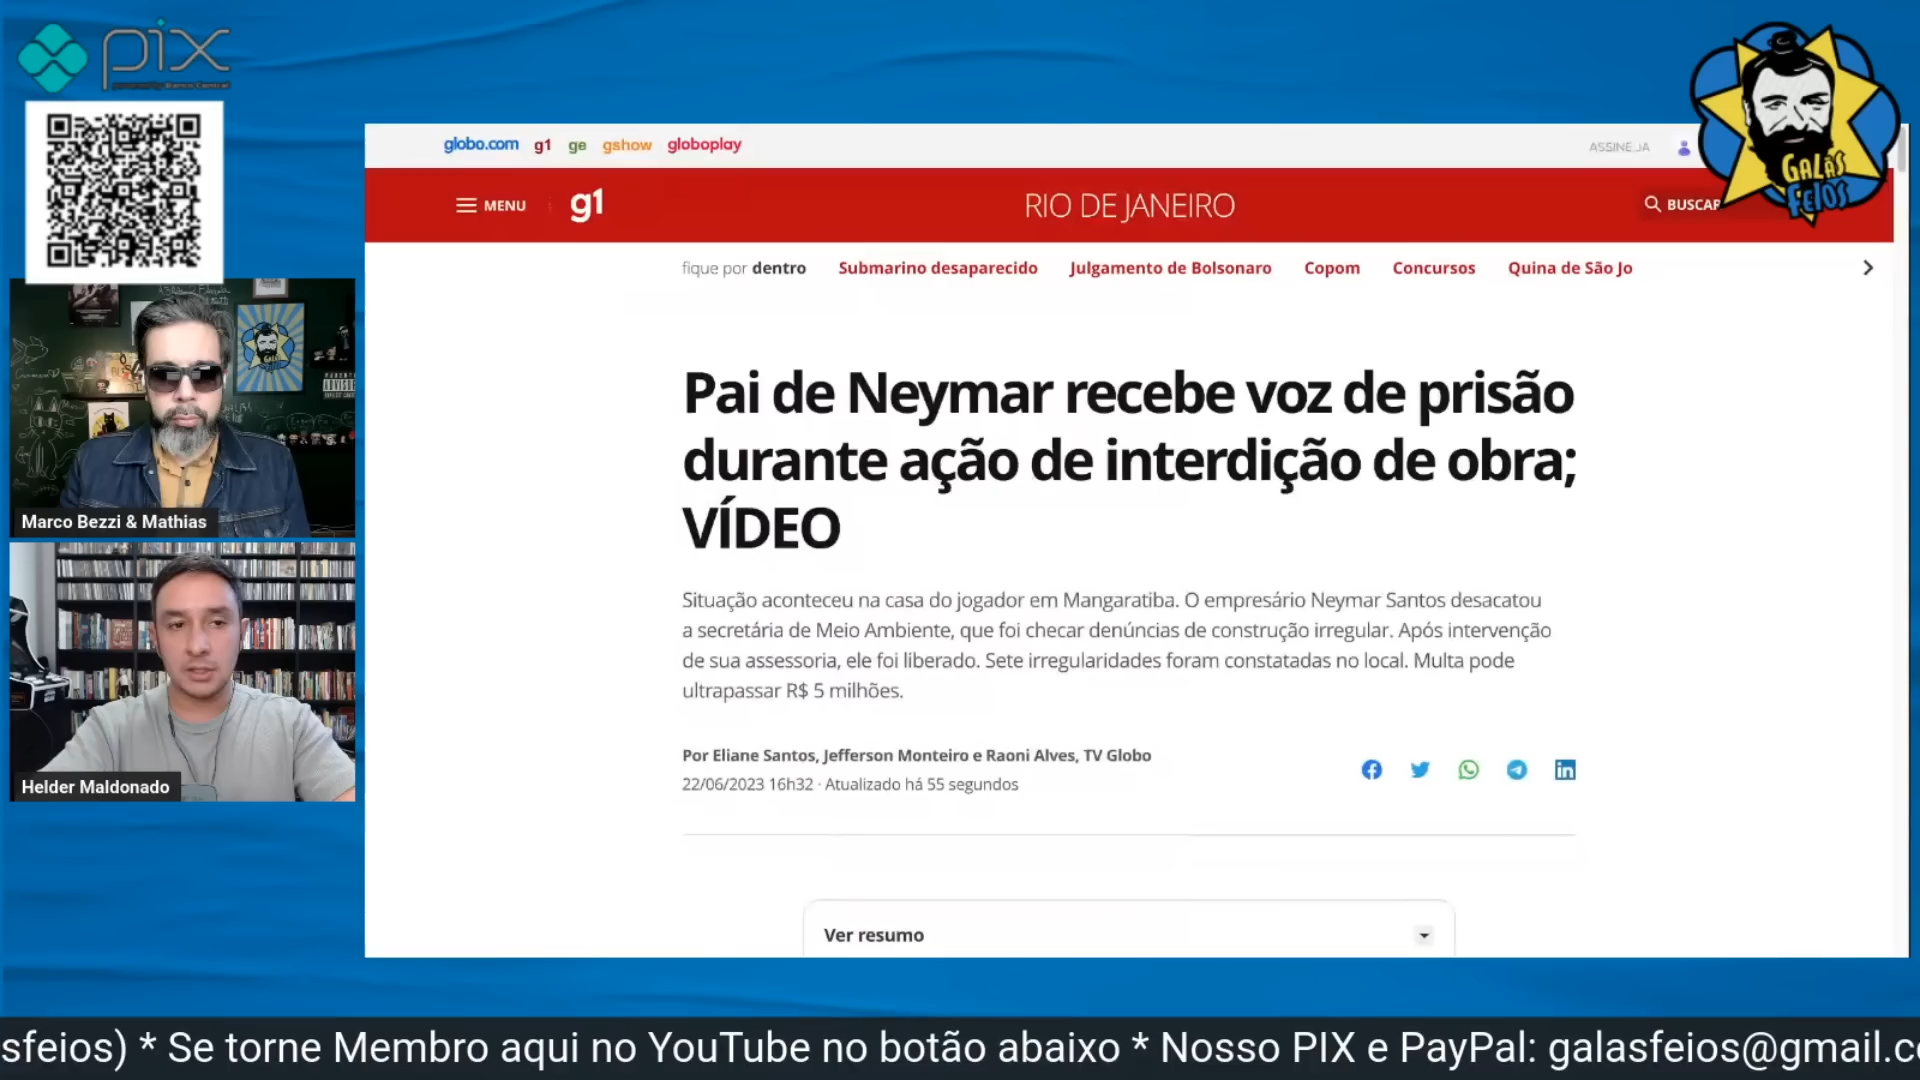 pix
powered by Banco Central
GALÃS
FEIOS
globo.com g1 ge gshow globoplay
ASSINE JÁ
MENU g1 RIO DE JANEIRO BUSCAR
fique por dentro Submarino desaparecido Julgamento de Bolsonaro Copom Concursos Quina de São Jo
Pai de Neymar recebe voz de prisão
durante ação de interdição de obra;
VÍDEO
Situação aconteceu na casa do jogador em Mangaratiba. O empresário Neymar Santos desacatou
a secretária de Meio Ambiente, que foi checar denúncias de construção irregular. Após intervenção
de sua assessoria, ele foi liberado. Sete irregularidades foram constatadas no local. Multa pode
ultrapassar R$ 5 milhões.
Por Eliane Santos, Jefferson Monteiro e Raoni Alves, TV Globo
22/06/2023 16h32 · Atualizado há 55 segundos
Ver resumo
Marco Bezzi & Mathias
Helder Maldonado
sfeios) * Se torne Membro aqui no YouTube no botão abaixo * Nosso PIX e PayPal: galasfeios@gmail.c